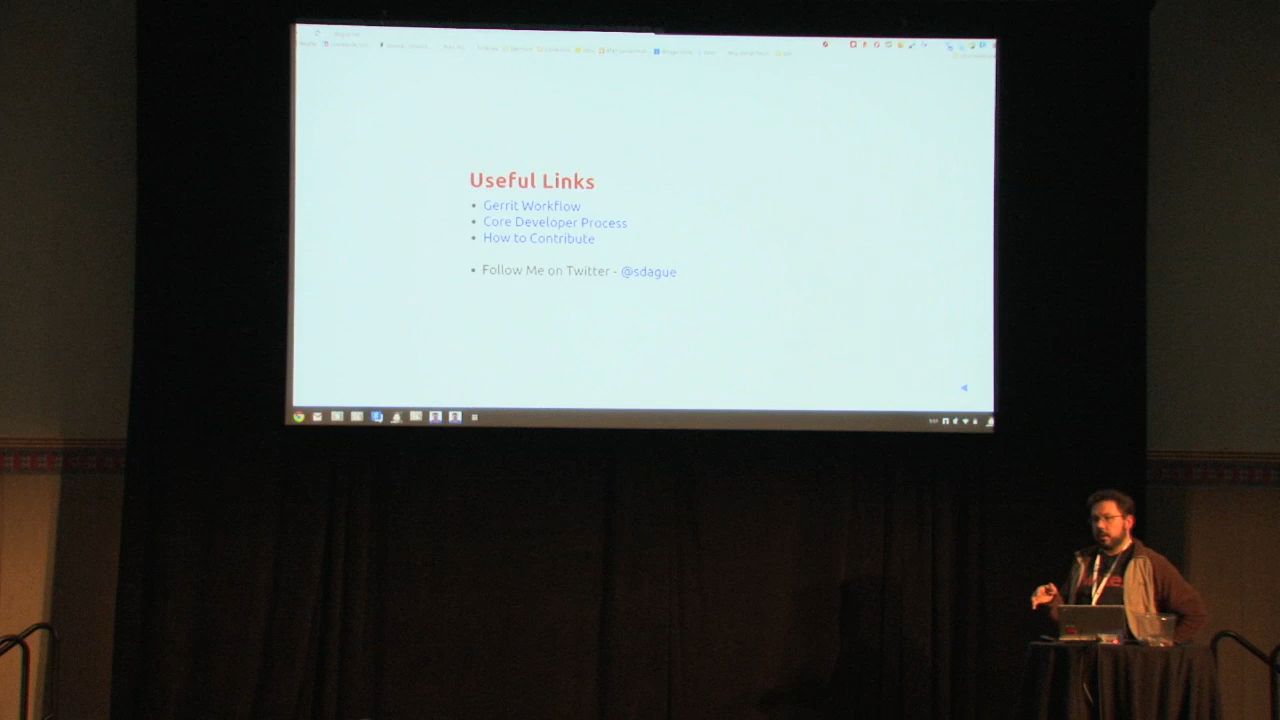 Useful Links
• Gerrit Workflow
• Core Developer Process
• How to Contribute
• Follow Me on Twitter - @sdague